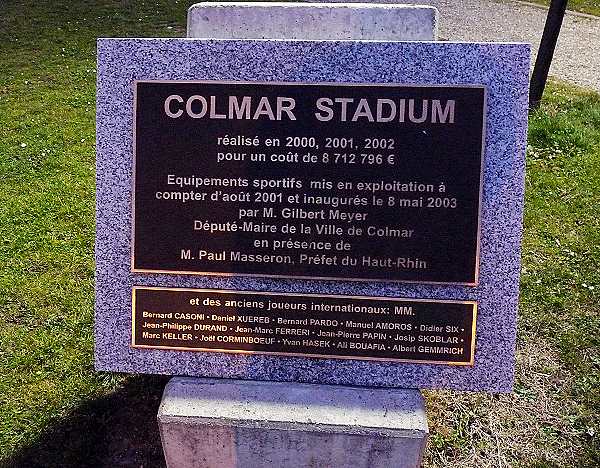 COLMAR STADIUM
réalisé en 2000, 2001, 2002
pour un coût de 8 712 796 €
Equipements sportifs mis en exploitation à
compter d'août 2001 et inaugurés le 8 mai 2003
par M. Gilbert Meyer
Député-Maire de la Ville de Colmar
en présence de
M. Paul Masseron, Préfet du Haut-Rhin
et des anciens joueurs internationaux: MM.
Bernard CASONI • Daniel XUERED • Bernard PARDO • Manuel AMOROS • Didier SIX •
Jean-Philippe DURAND • Jean-Marc FERRERI • Jean-Pierre PAPIN • Josip SKOBLAR •
Marc KELLER • Joël CORMINBOEUF • Yvan HASEK • Ali BOUAFIA • Albert GEMMRICH